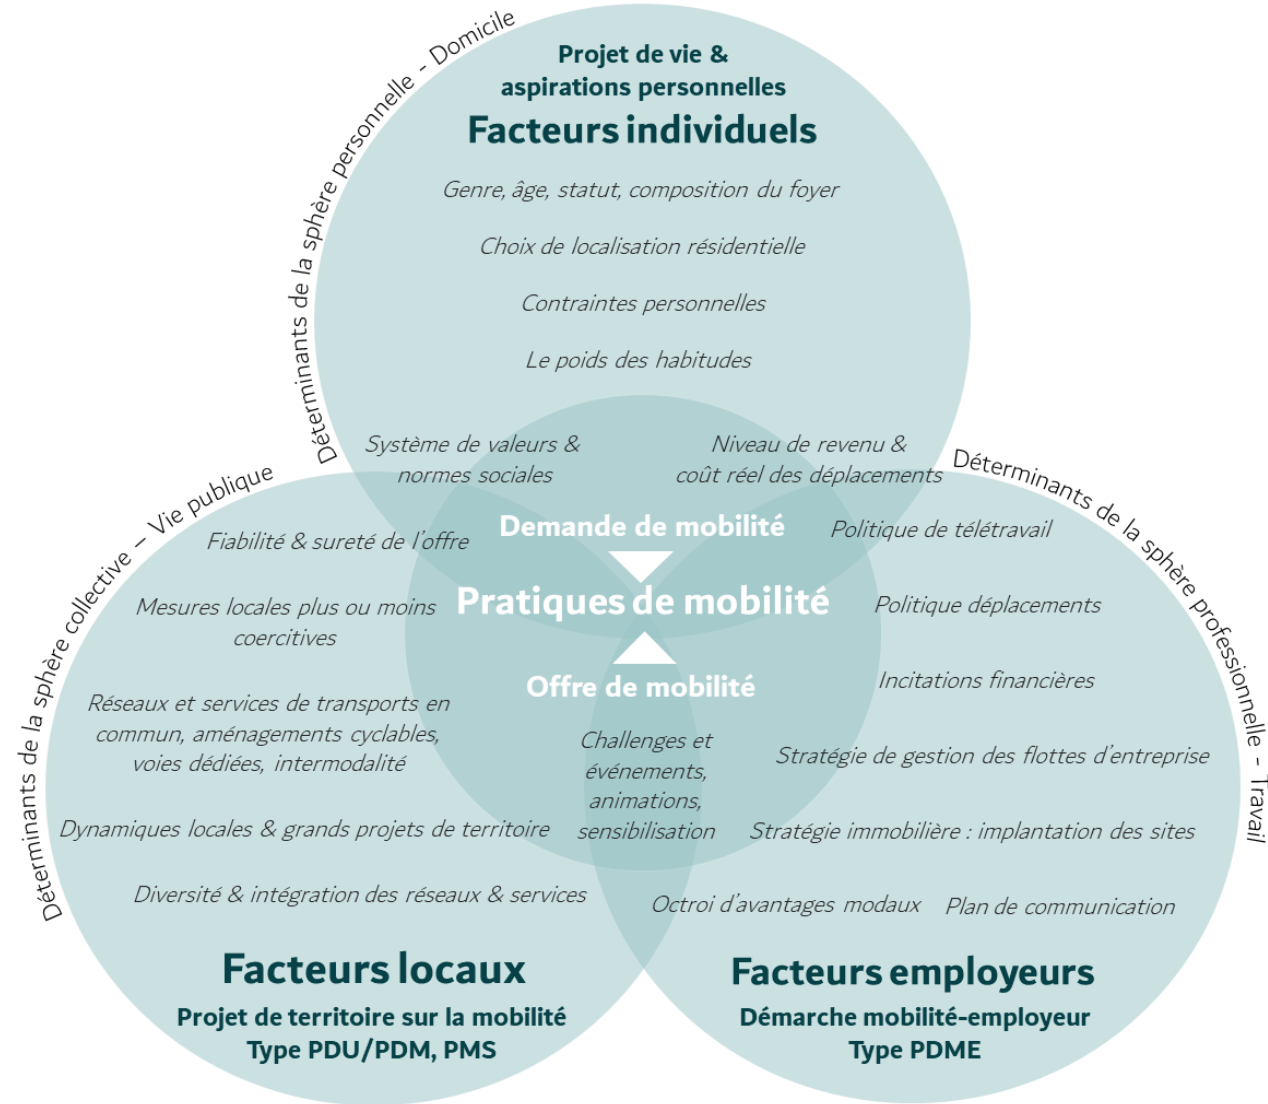 Déterminants de la sphère personnelle - Domicile
Projet de vie &
aspirations personnelles
Facteurs individuels
Genre, âge, statut, composition du foyer
Choix de localisation résidentielle
Contraintes personnelles
Le poids des habitudes
Système de valeurs &
normes sociales
Niveau de revenu &
coût réel des déplacements
Demande de mobilité
Pratiques de mobilité
Offre de mobilité
Challenges et
événements,
animations,
sensibilisation
Déterminants de la sphère collective – Vie publique
Fiabilité & sureté de l'offre
Mesures locales plus ou moins
coercitives
Réseaux et services de transports en
commun, aménagements cyclables,
voies dédiées, intermodalité
Dynamiques locales & grands projets de territoire
Diversité & intégration des réseaux & services
Facteurs locaux
Projet de territoire sur la mobilité
Type PDU/PDM, PMS
Déterminants de la sphère professionnelle - Travail
Politique de télétravail
Politique déplacements
Incitations financières
Stratégie de gestion des flottes d'entreprise
Stratégie immobilière : implantation des sites
Octroi d'avantages modaux
Plan de communication
Facteurs employeurs
Démarche mobilité-employeur
Type PDME